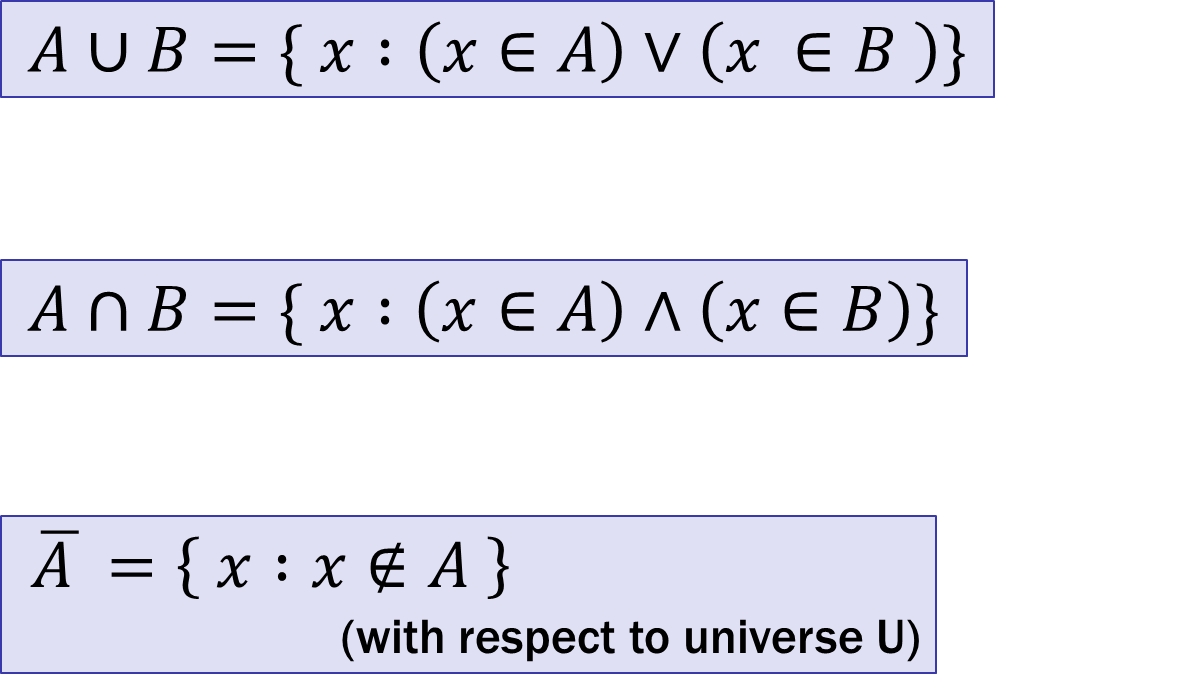 A ∪ B = { x : (x ∈ A) ∨ (x ∈ B )}
A ∩ B = { x : (x ∈ A) ∧ (x ∈ B)}
A̅ = { x : x ∉ A }
(with respect to universe U)